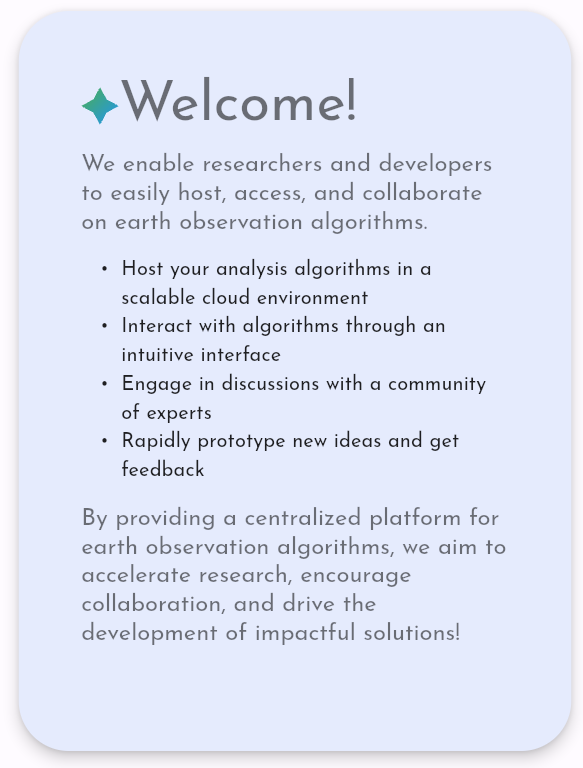 Welcome!
We enable researchers and developers
to easily host, access, and collaborate
on earth observation algorithms.
• Host your analysis algorithms in a
scalable cloud environment
• Interact with algorithms through an
intuitive interface
• Engage in discussions with a community
of experts
• Rapidly prototype new ideas and get
feedback
By providing a centralized platform for
earth observation algorithms, we aim to
accelerate research, encourage
collaboration, and drive the
development of impactful solutions!